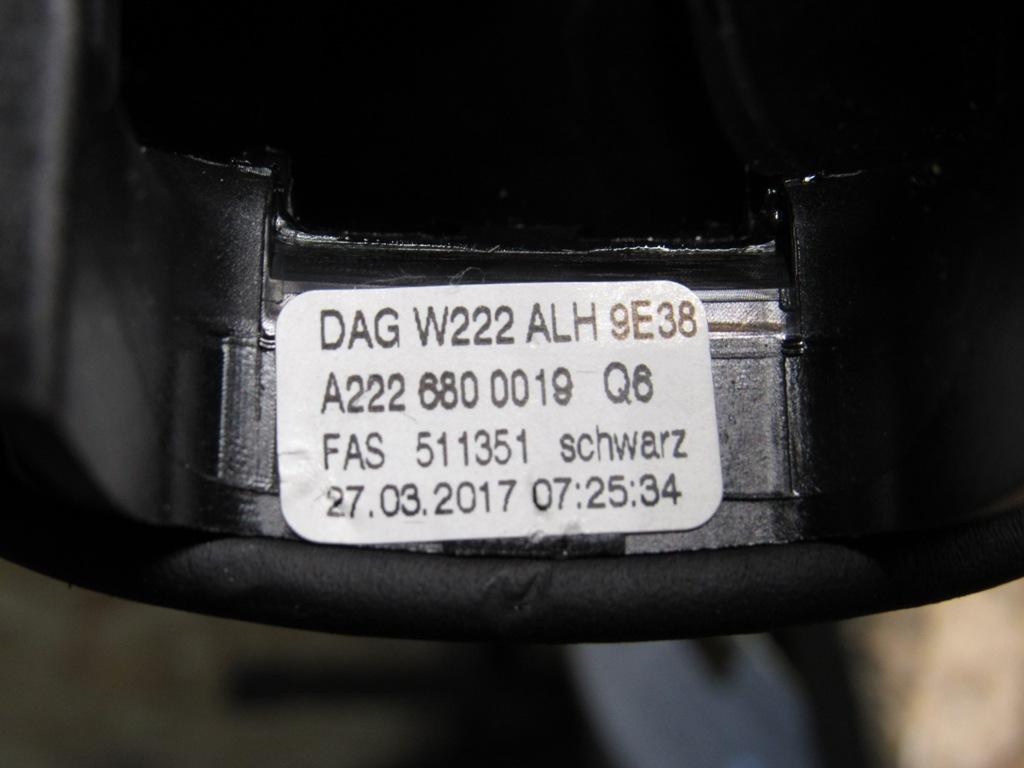 DAG W222 ALH 9E38
A222 680 0019 Q6
FAS 511351 schwarz
27.03.2017 07:25:34